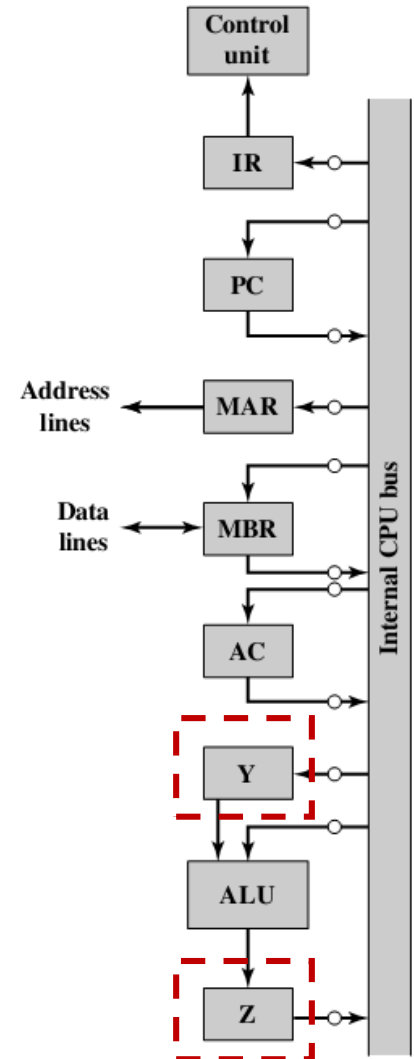 Control
unit
IR
PC
Address
lines
MAR
Data
lines
MBR
Internal CPU bus
AC
Y
ALU
Z